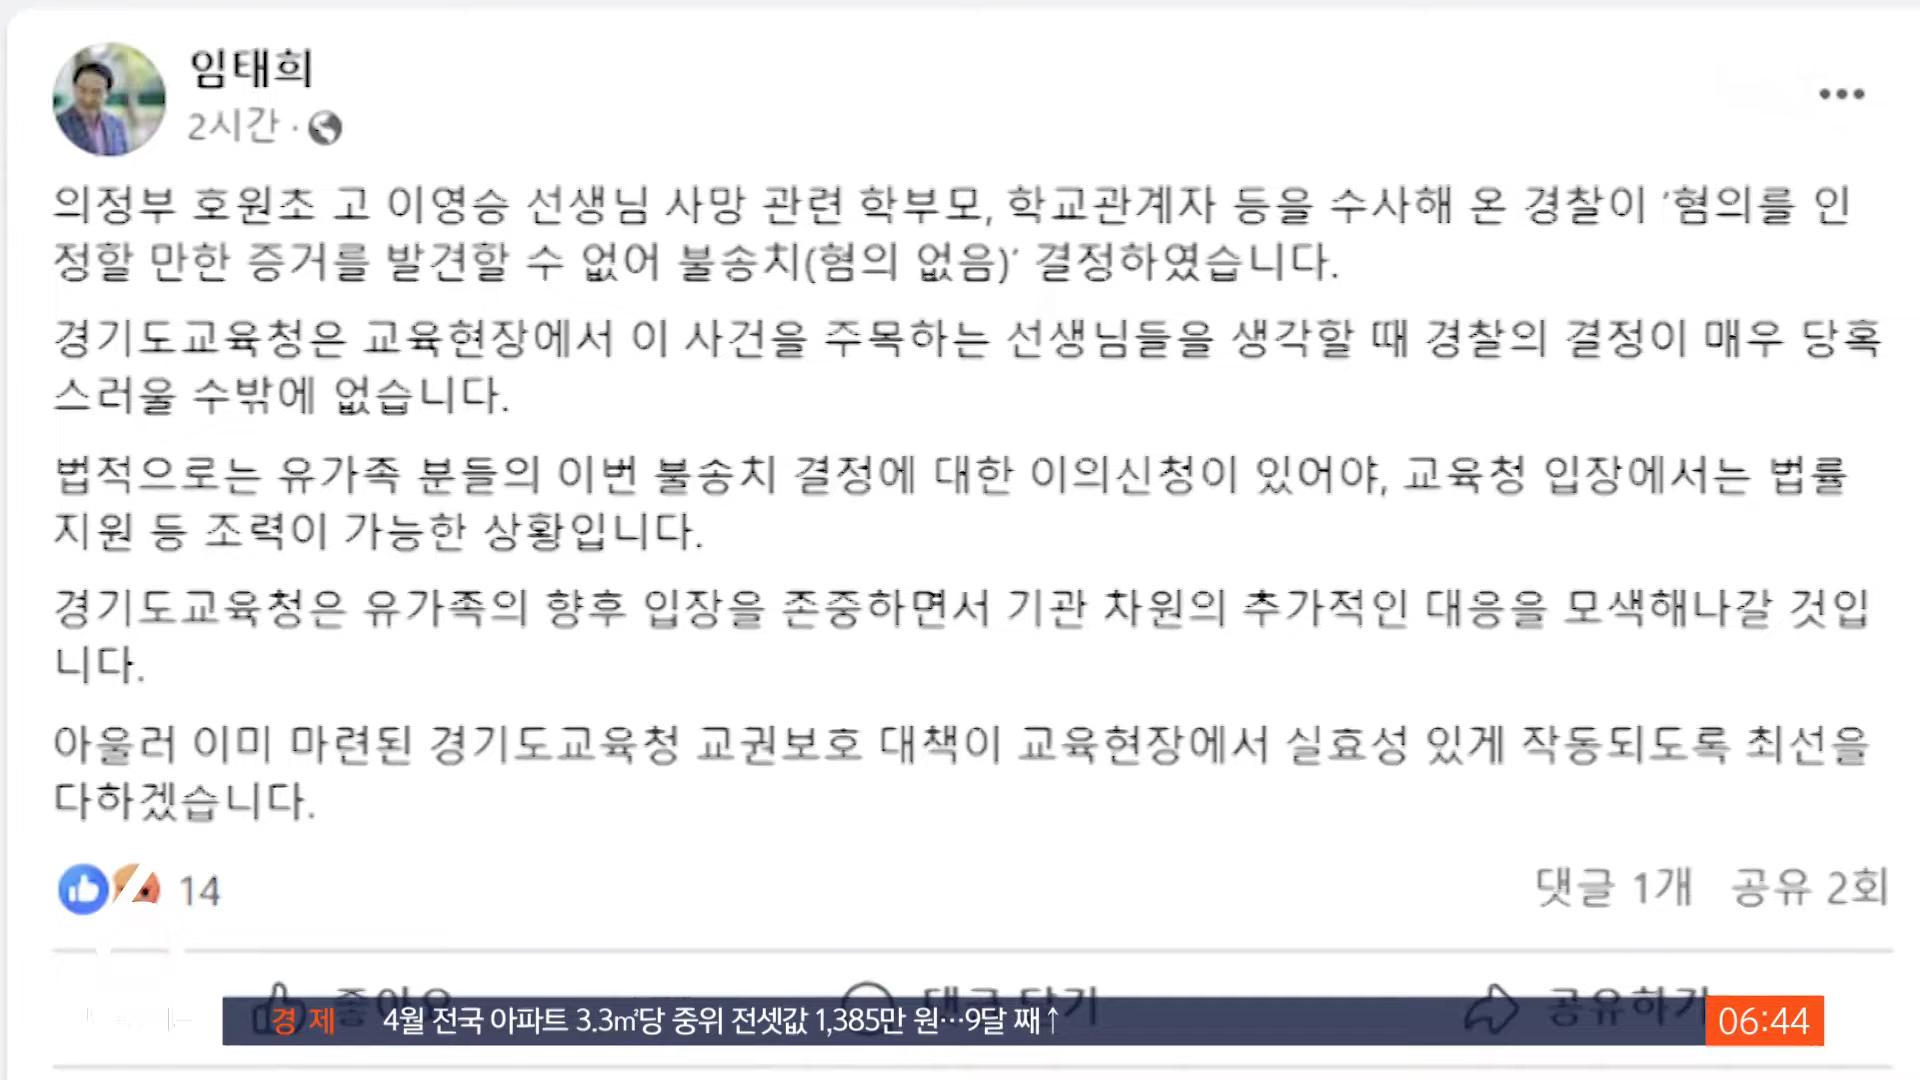 임태희
2시간 ·
의정부 호원초 고 이영승 선생님 사망 관련 학부모, 학교관계자 등을 수사해 온 경찰이 '혐의를 인
정할 만한 증거를 발견할 수 없어 불송치(혐의 없음)' 결정하였습니다.
경기도교육청은 교육현장에서 이 사건을 주목하는 선생님들을 생각할 때 경찰의 결정이 매우 당혹
스러울 수밖에 없습니다.
법적으로는 유가족 분들의 이번 불송치 결정에 대한 이의신청이 있어야, 교육청 입장에서는 법률
지원 등 조력이 가능한 상황입니다.
경기도교육청은 유가족의 향후 입장을 존중하면서 기관 차원의 추가적인 대응을 모색해나갈 것입
니다.
아울러 이미 마련된 경기도교육청 교권보호 대책이 교육현장에서 실효성 있게 작동되도록 최선을
다하겠습니다.
14 댓글 1개 공유 2회
좋아요 댓글 달기 공유하기
경제 4월 전국 아파트 3.3㎡당 중위 전셋값 1,385만 원…9달 째↑ 06:44